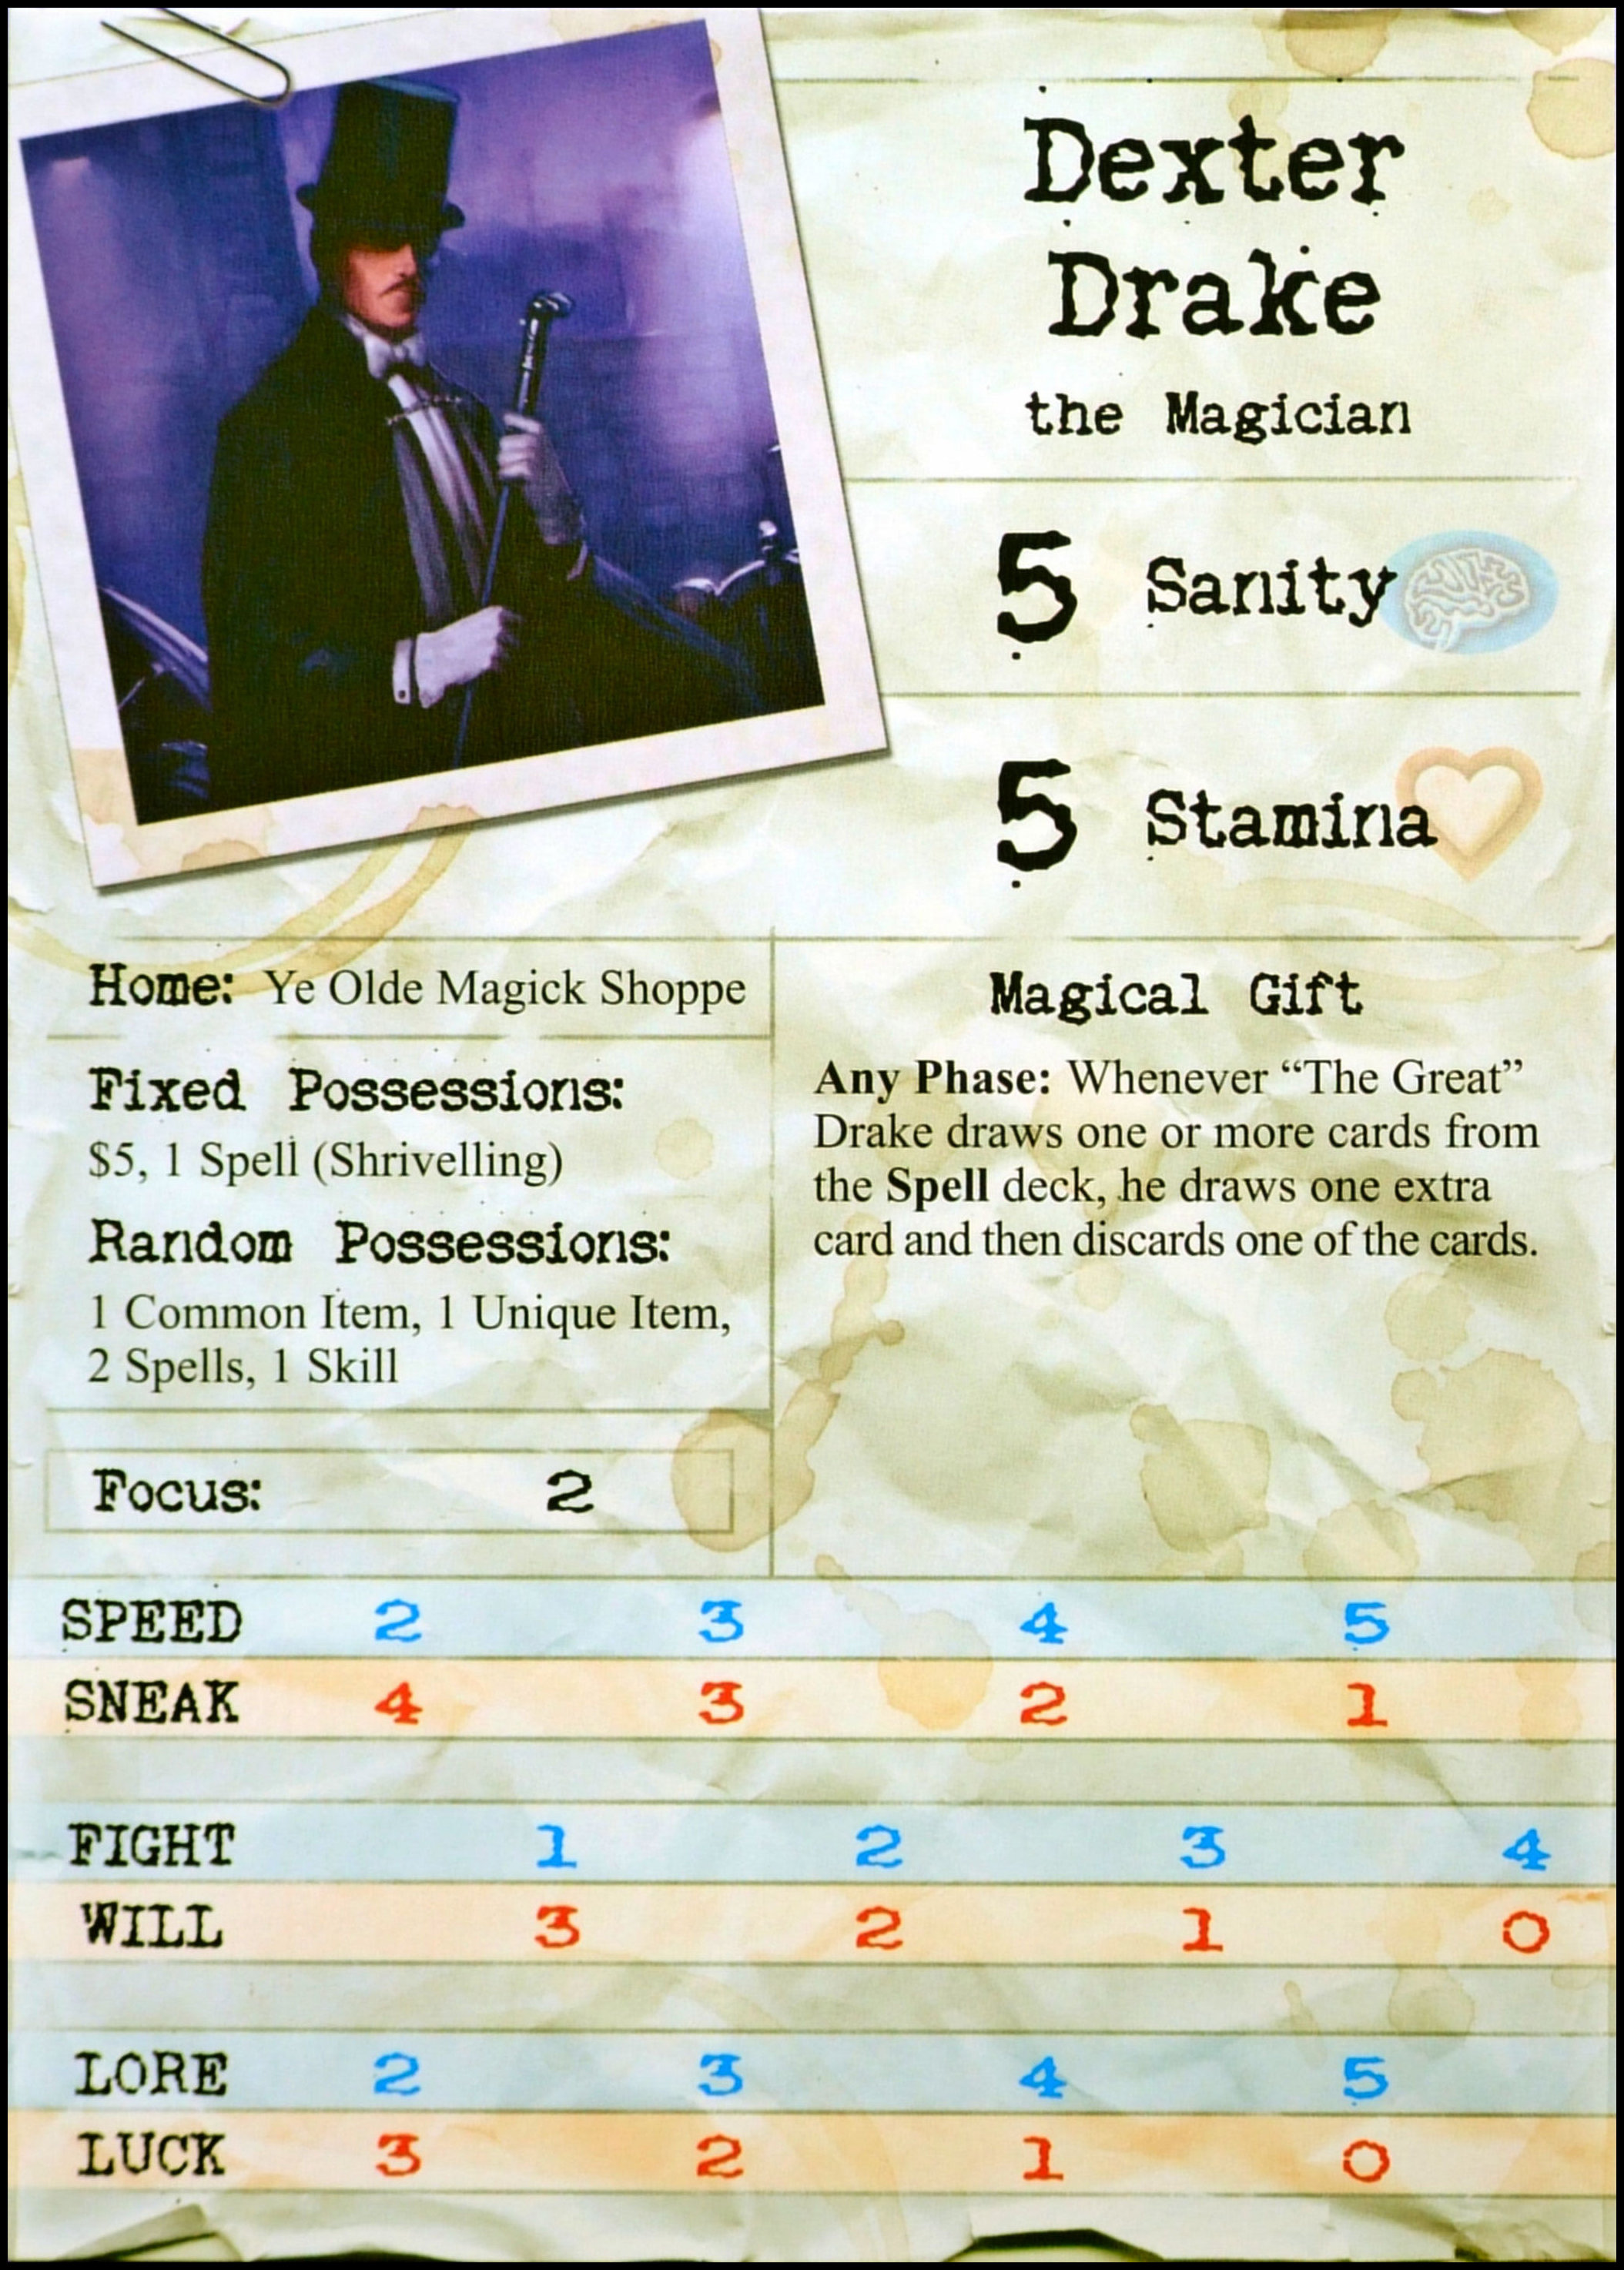 Dexter
Drake
the Magician
5 Sanity
5 Stamina
Home: Ye Olde Magick Shoppe
Fixed Possessions:
$5, 1 Spell (Shrivelling)
Random Possessions:
1 Common Item, 1 Unique Item,
2 Spells, 1 Skill
Focus: 2
Magical Gift
Any Phase: Whenever “The Great”
Drake draws one or more cards from
the Spell deck, he draws one extra
card and then discards one of the cards.
SPEED 2 3 4 5
SNEAK 4 3 2 1
FIGHT 1 2 3 4
WILL 3 2 1 0
LORE 2 3 4 5
LUCK 3 2 1 0